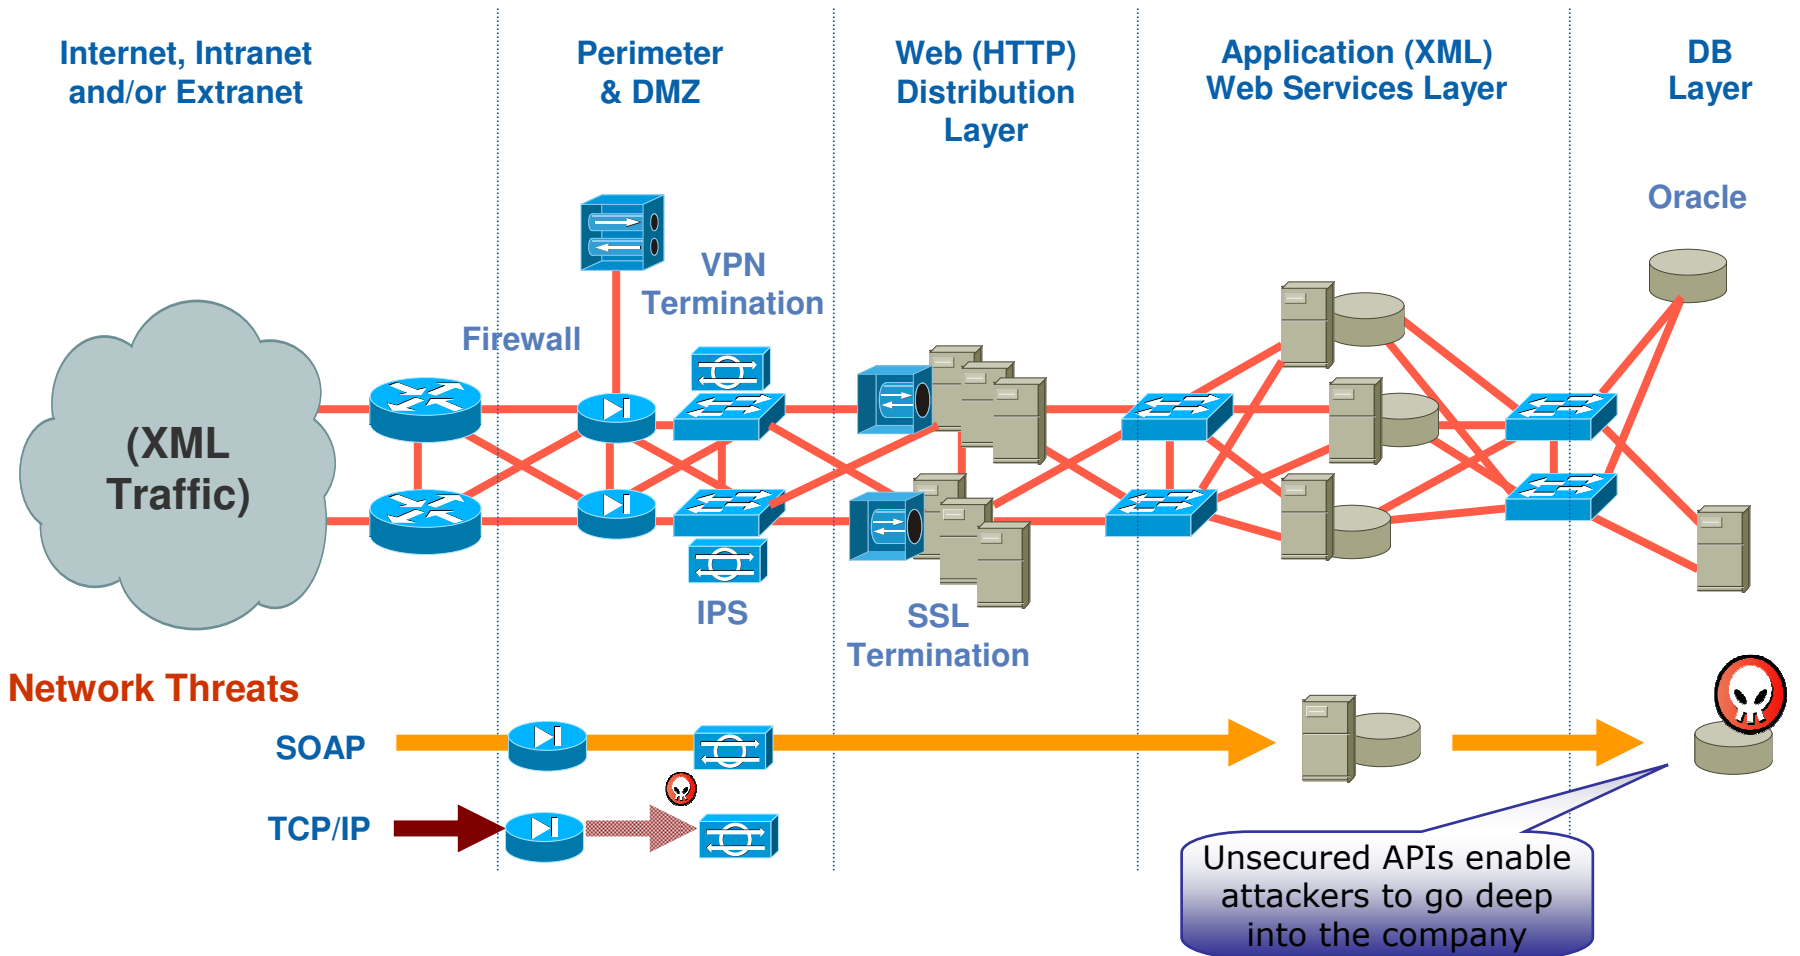 Internet, Intranet
and/or Extranet
Perimeter
& DMZ
Web (HTTP)
Distribution
Layer
Application (XML)
Web Services Layer
DB
Layer
Oracle
VPN
Termination
Firewall
(XML
Traffic)
IPS
SSL
Termination
Network Threats
SOAP
TCP/IP
Unsecured APIs enable
attackers to go deep
into the company